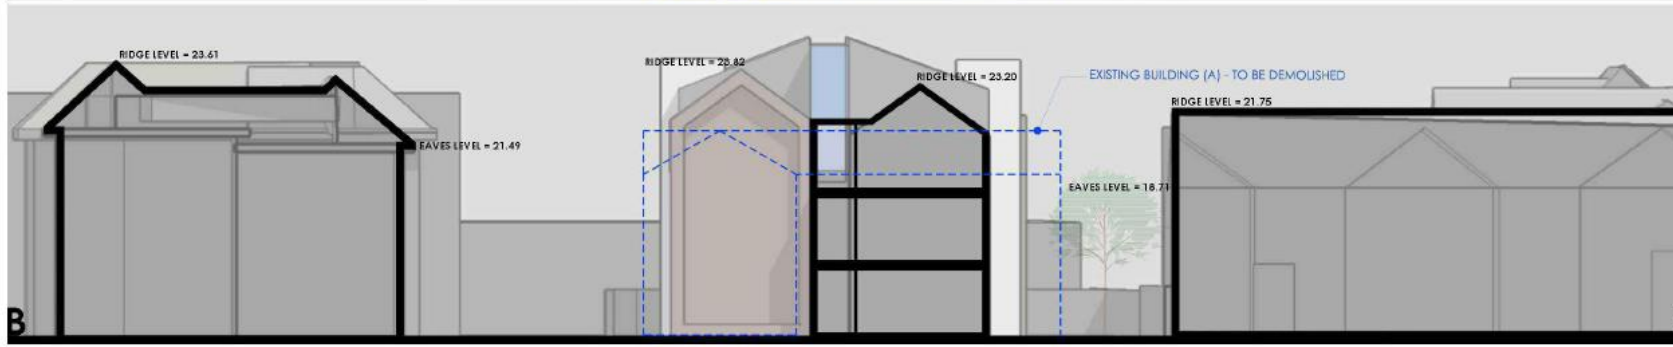 RIDGE LEVEL = 23.61
RIDGE LEVEL = 23.82
RIDGE LEVEL = 23.20
EXISTING BUILDING (A) - TO BE DEMOLISHED
RIDGE LEVEL = 21.75
EAVES LEVEL = 21.49
EAVES LEVEL = 18.71
B